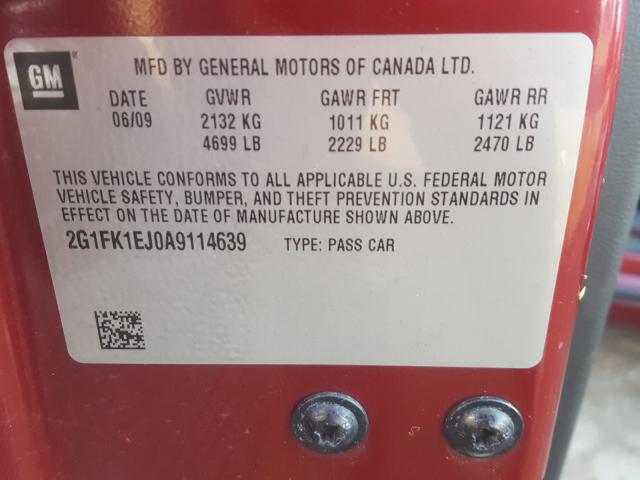 GM
MFD BY GENERAL MOTORS OF CANADA LTD.
DATE GVWR GAWR FRT GAWR RR
06/09 2132 KG 1011 KG 1121 KG
4699 LB 2229 LB 2470 LB
THIS VEHICLE CONFORMS TO ALL APPLICABLE U.S. FEDERAL MOTOR
VEHICLE SAFETY, BUMPER, AND THEFT PREVENTION STANDARDS IN
EFFECT ON THE DATE OF MANUFACTURE SHOWN ABOVE.
2G1FK1EJ0A9114639 TYPE: PASS CAR